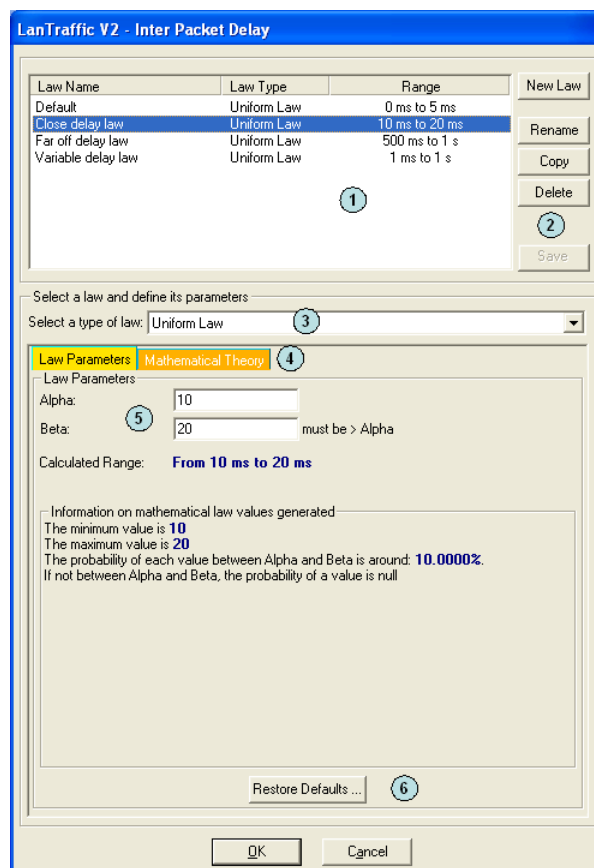 LanTraffic V2 - Inter Packet Delay
Law Name Law Type Range
Default Uniform Law 0 ms to 5 ms
Close delay law Uniform Law 10 ms to 20 ms
Far off delay law Uniform Law 500 ms to 1 s
Variable delay law Uniform Law 1 ms to 1 s
1
New Law
Rename
Copy
Delete
2
Save
Select a law and define its parameters
Select a type of law: Uniform Law 3
Law Parameters Mathematical Theory 4
Law Parameters
Alpha: 10
5
Beta: 20 must be > Alpha
Calculated Range: From 10 ms to 20 ms
Information on mathematical law values generated
The minimum value is 10
The maximum value is 20
The probability of each value between Alpha and Beta is around: 10.0000%.
If not between Alpha and Beta, the probability of a value is null
Restore Defaults ... 6
OK Cancel